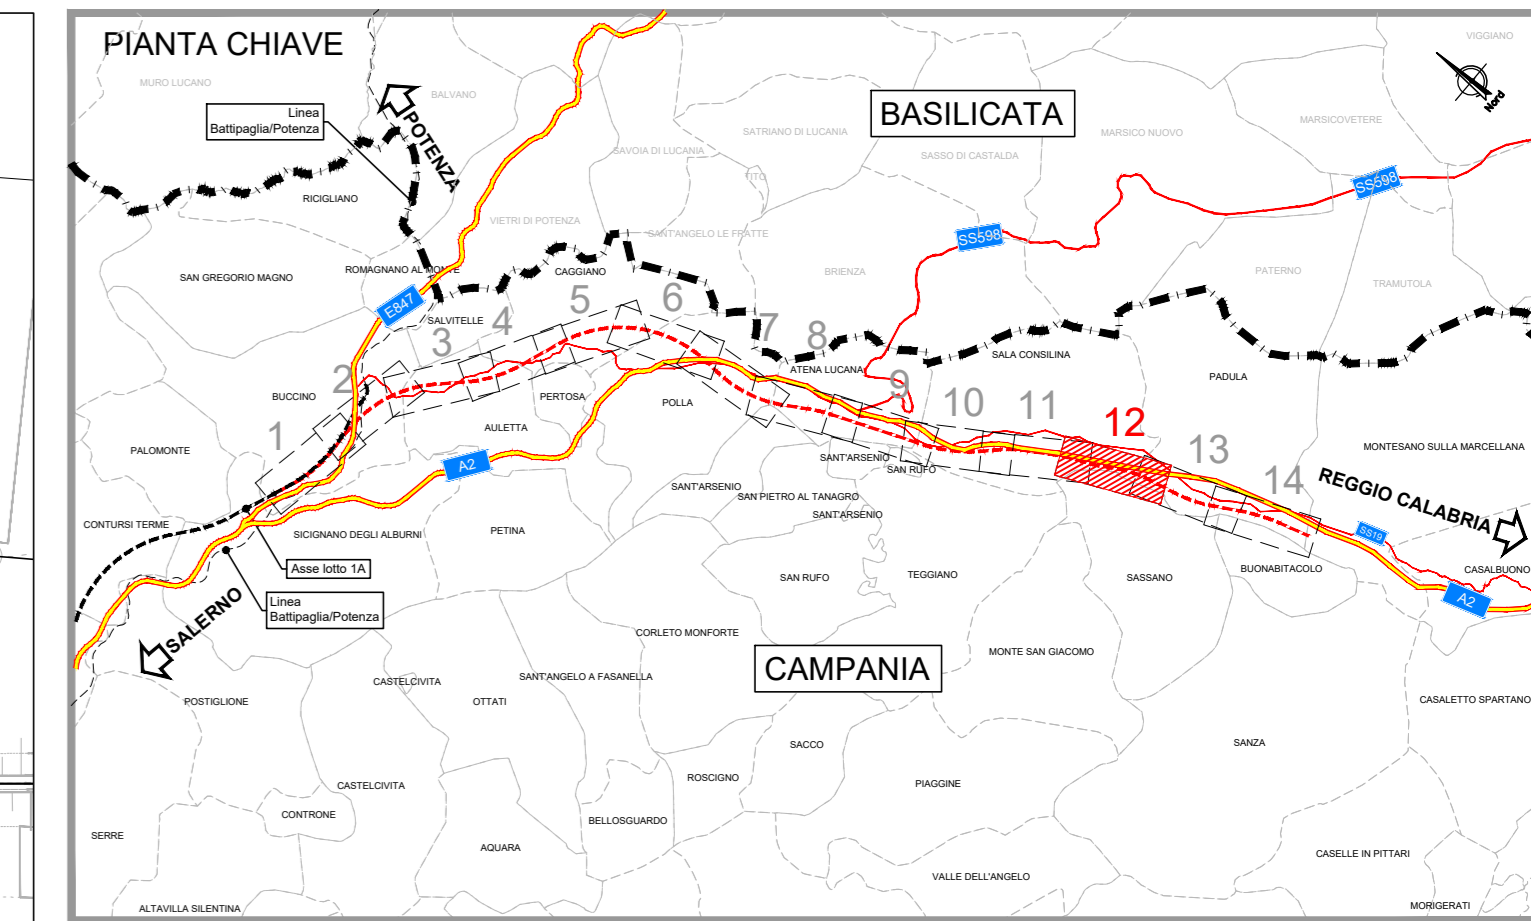 PIANTA CHIAVE
VIGGIANO
MURO LUCANO
BALVANO
Nord
Linea
Battipaglia/Potenza
POTENZA
BASILICATA
SATRIANO DI LUCANIA
MARSICO NUOVO
MARSICOVETERE
SAVOIA DI LUCANIA
SASSO DI CASTALDA
TITO
SS598
RICIGLIANO
VIETRI DI POTENZA
SANT'ANGELO LE FRATTE
SS598
SAN GREGORIO MAGNO
ROMAGNANO AL MONTE
CAGGIANO
BRIENZA
PATERNO
TRAMUTOLA
E847
SALVITELLE
5
6
3
4
7
8
SALA CONSILINA
ATENA LUCANA
PADULA
2
BUCCINO
PERTOSA
POLLA
9
10
11
12
AULETTA
1
PALOMONTE
13
MONTESANO SULLA MARCELLANA
A2
SANT'ARSENIO
SAN RUFO
14
REGGIO CALABRIA
SANT'ARSENIO
SAN PIETRO AL TANAGRO
SANT'ARSENIO
CONTURSI TERME
SICIGNANO DEGLI ALBURNI
PETINA
SS19
Asse lotto 1A
SAN RUFO
TEGGIANO
SASSANO
BUONABITACOLO
CASALBUONO
A2
Linea
Battipaglia/Potenza
SALERNO
CORLETO MONFORTE
MONTE SAN GIACOMO
CAMPANIA
CASTELCIVITA
SANT'ANGELO A FASANELLA
POSTIGLIONE
OTTATI
CASALETTO SPARTANO
SACCO
SANZA
ROSCIGNO
PIAGGINE
CASTELCIVITA
CONTRONE
BELLOSGUARDO
SERRE
AQUARA
CASELLE IN PITTARI
VALLE DELL'ANGELO
ALTAVILLA SILENTINA
MORIGERATI